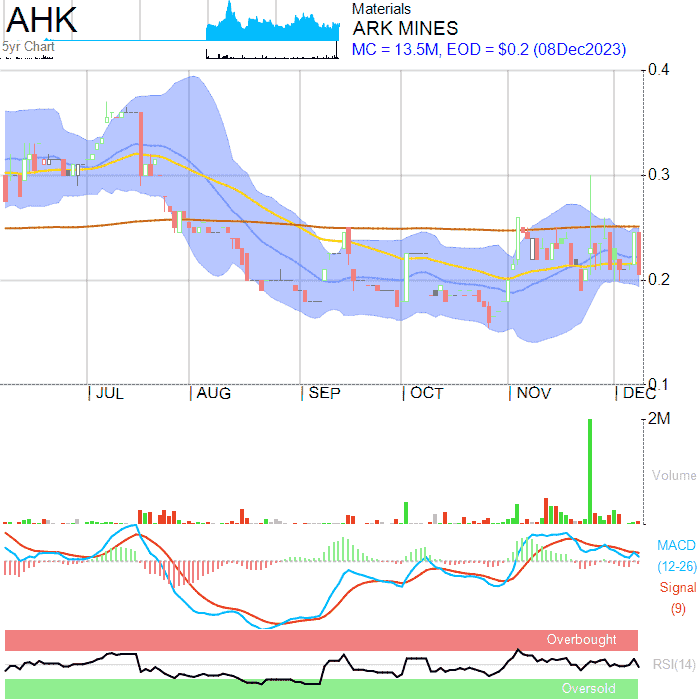 AHK
5yr Chart
Materials
ARK MINES
MC = 13.5M, EOD = $0.2 (08Dec2023)
0.4
0.3
0.2
0.1
JUL AUG SEP OCT NOV DEC
2M
Volume
MACD
(12-26)
Signal
(9)
Overbought
RSI(14)
Oversold